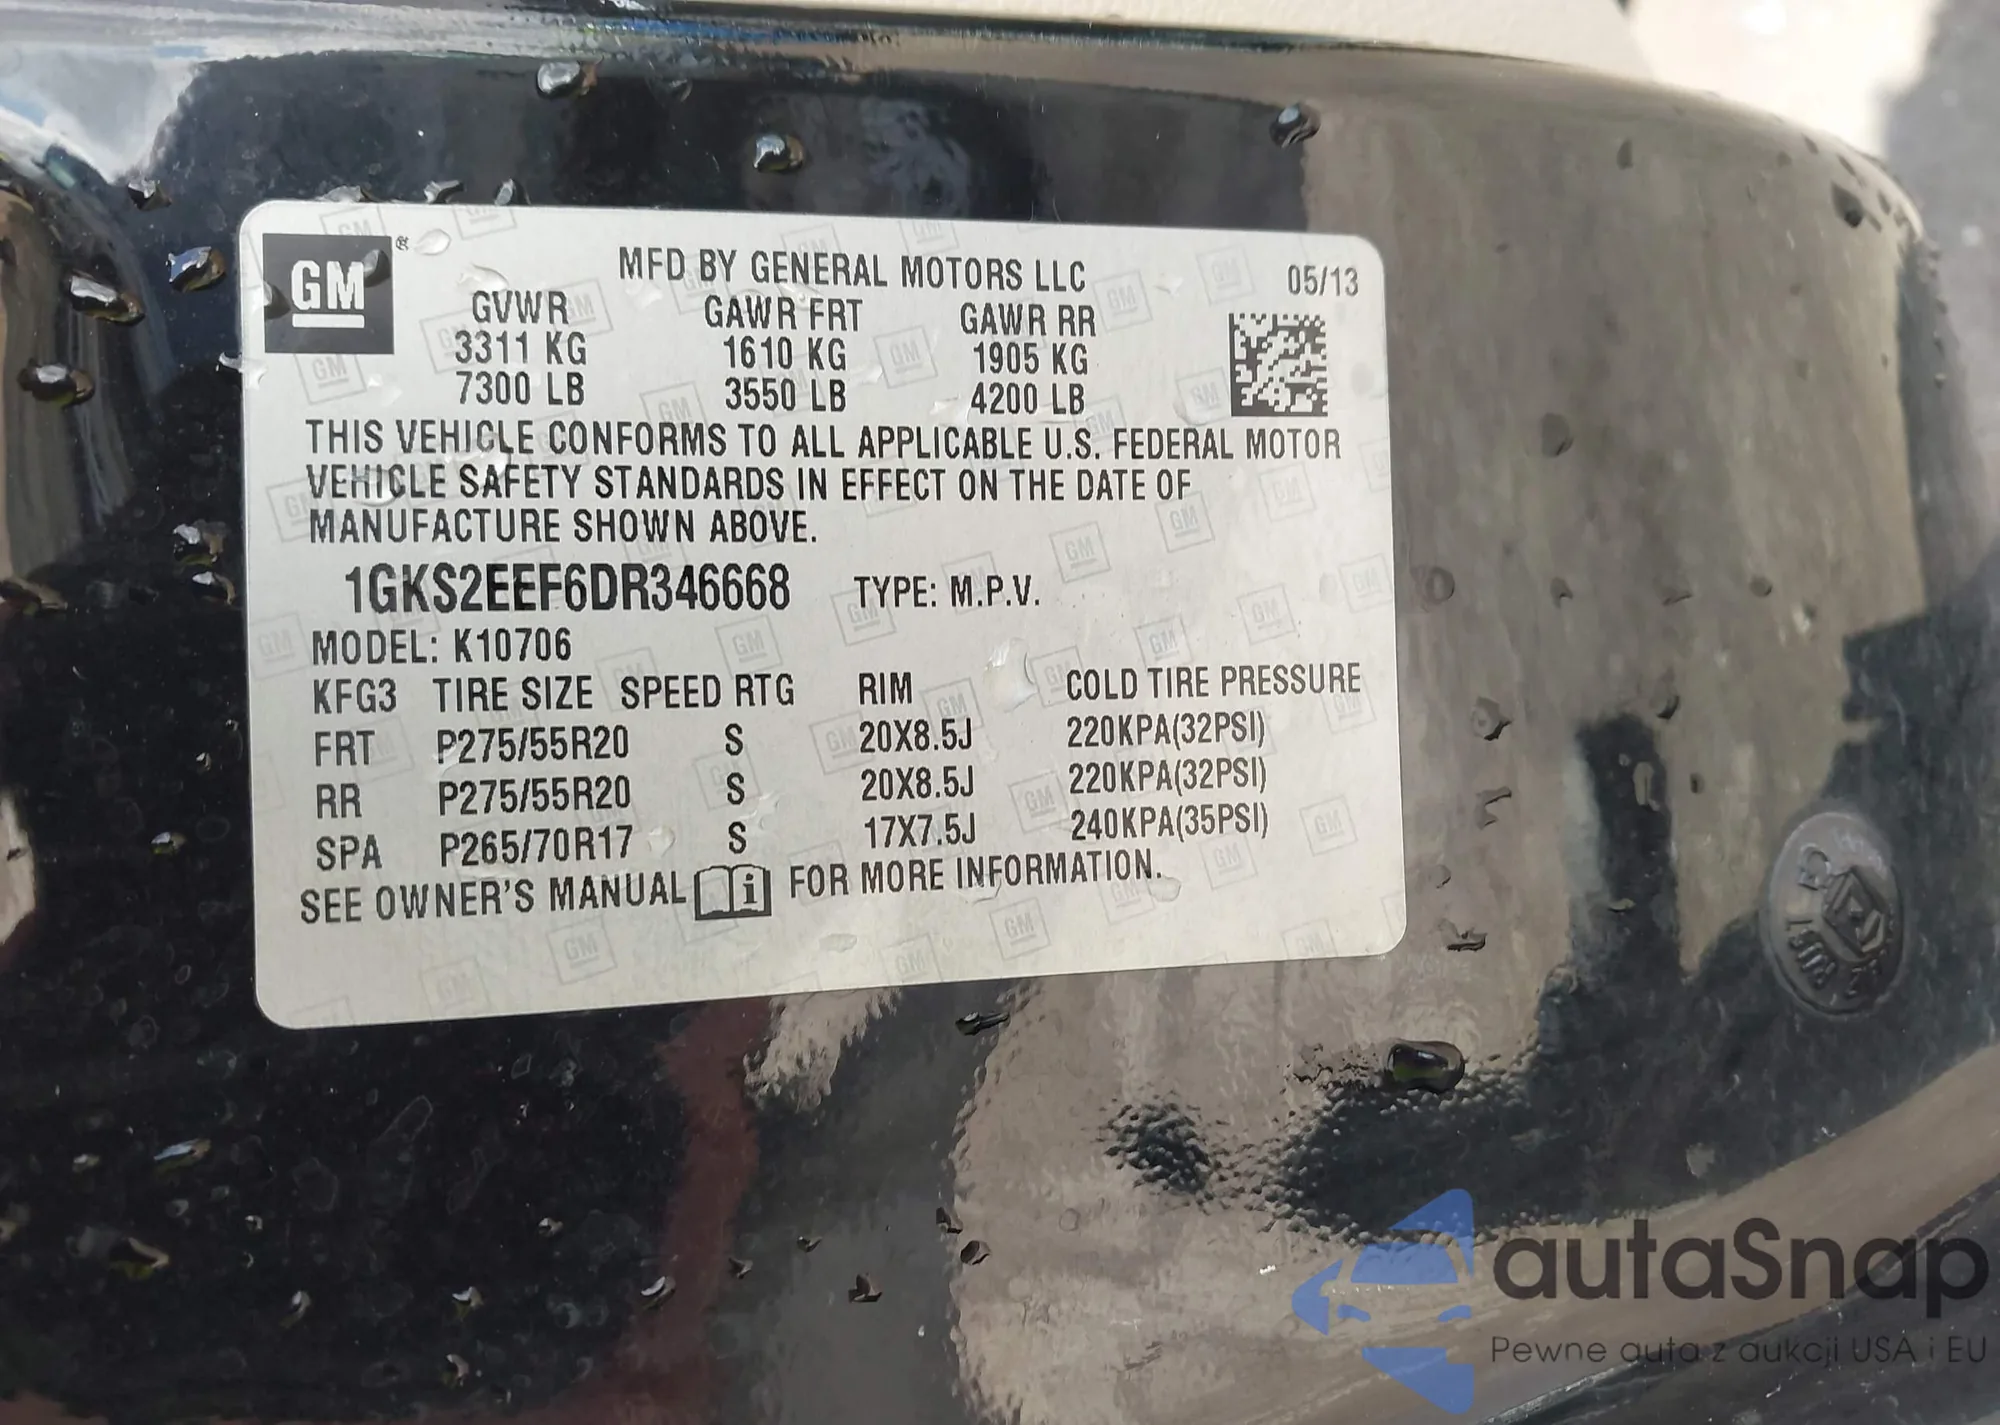 GM ®
MFD BY GENERAL MOTORS LLC 05/13
GVWR GAWR FRT GAWR RR
3311 KG 1610 KG 1905 KG
7300 LB 3550 LB 4200 LB
THIS VEHICLE CONFORMS TO ALL APPLICABLE U.S. FEDERAL MOTOR
VEHICLE SAFETY STANDARDS IN EFFECT ON THE DATE OF
MANUFACTURE SHOWN ABOVE.
1GKS2EEF6DR346668 TYPE: M.P.V.
MODEL: K10706
KFG3 TIRE SIZE SPEED RTG RIM COLD TIRE PRESSURE
FRT P275/55R20 S 20X8.5J 220KPA(32PSI)
RR P275/55R20 S 20X8.5J 220KPA(32PSI)
SPA P265/70R17 S 17X7.5J 240KPA(35PSI)
SEE OWNER'S MANUAL i FOR MORE INFORMATION.
autaSnap
Pewne auta z aukcji USA i EU